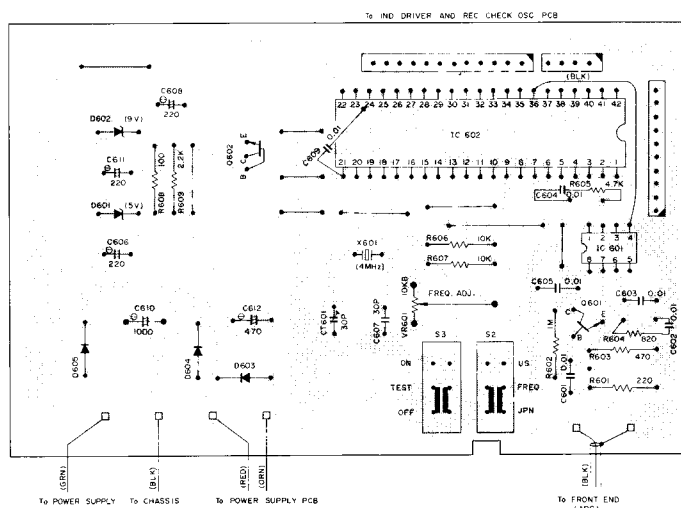 To IND DRIVER AND REC CHECK OSC PCB
(BLK)
C608
220
D602 (9V)
C611
220
D601 (5V)
C606
220
100
R608
2.2K
R609
Q602
E
C
B
C609 0.01
22 23 24 25 26 27 28 29 30 31 32 33 34 35 36 37 38 39 40 41 42
IC 602
21 20 19 18 17 16 15 14 13 12 11 10 9 8 7 6 5 4 3 2 1
C604 0.01
R605 4.7K
1 2 3 4
IC 601
8 7 6 5
X601
(4MHz)
R606 10K
R607 10K
10KB
FREQ. ADJ.
VR601
C605 0.01
Q601
C
B
E
C603 0.01
C602 0.01
R604 820
R603 470
R601 220
1M
R602
0.01
C601
C610
1000
C612
470
CT601
30P
C607 30P
D605
D604
D603
S3
ON
TEST
OFF
S2
US
FREQ.
JPN
(GRN)
(BLK)
(RED)
(ORN)
(BLK)
To POWER SUPPLY
To CHASSIS
To POWER SUPPLY PCB
To FRONT END